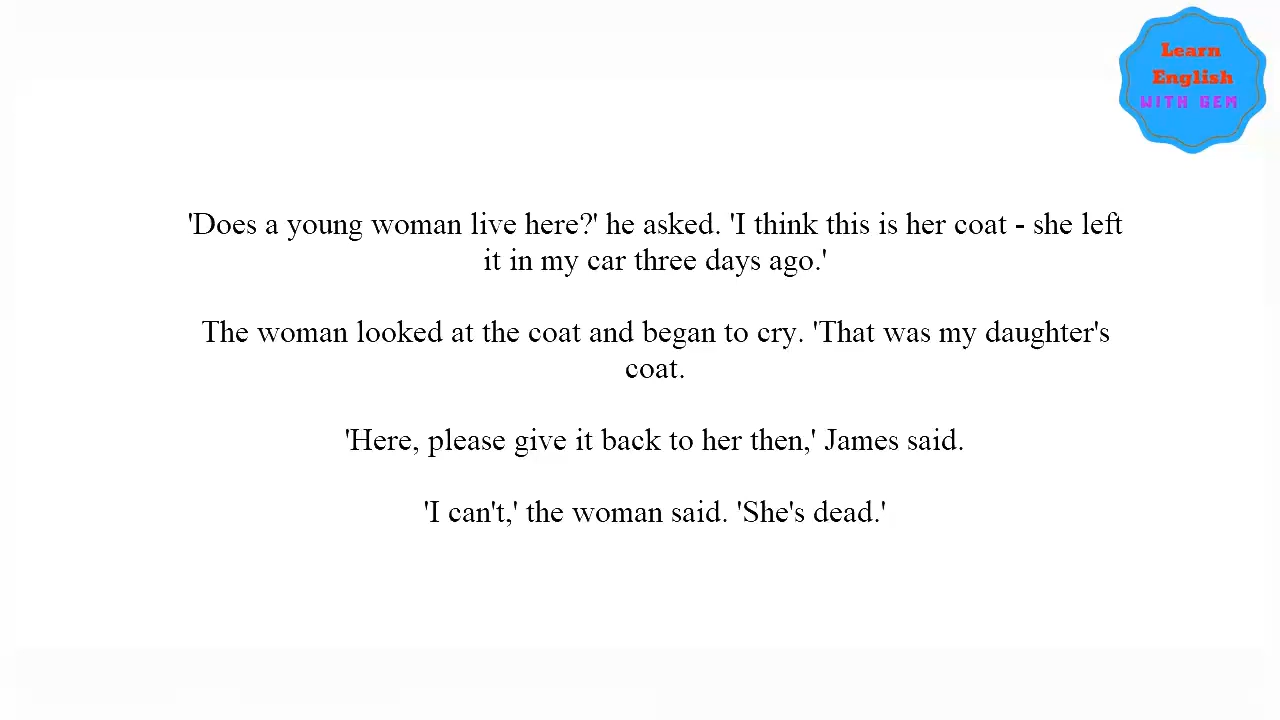 Learn
English
WITH GEM
'Does a young woman live here?' he asked. 'I think this is her coat - she left
it in my car three days ago.'
The woman looked at the coat and began to cry. 'That was my daughter's
coat.
'Here, please give it back to her then,' James said.
'I can't,' the woman said. 'She's dead.'